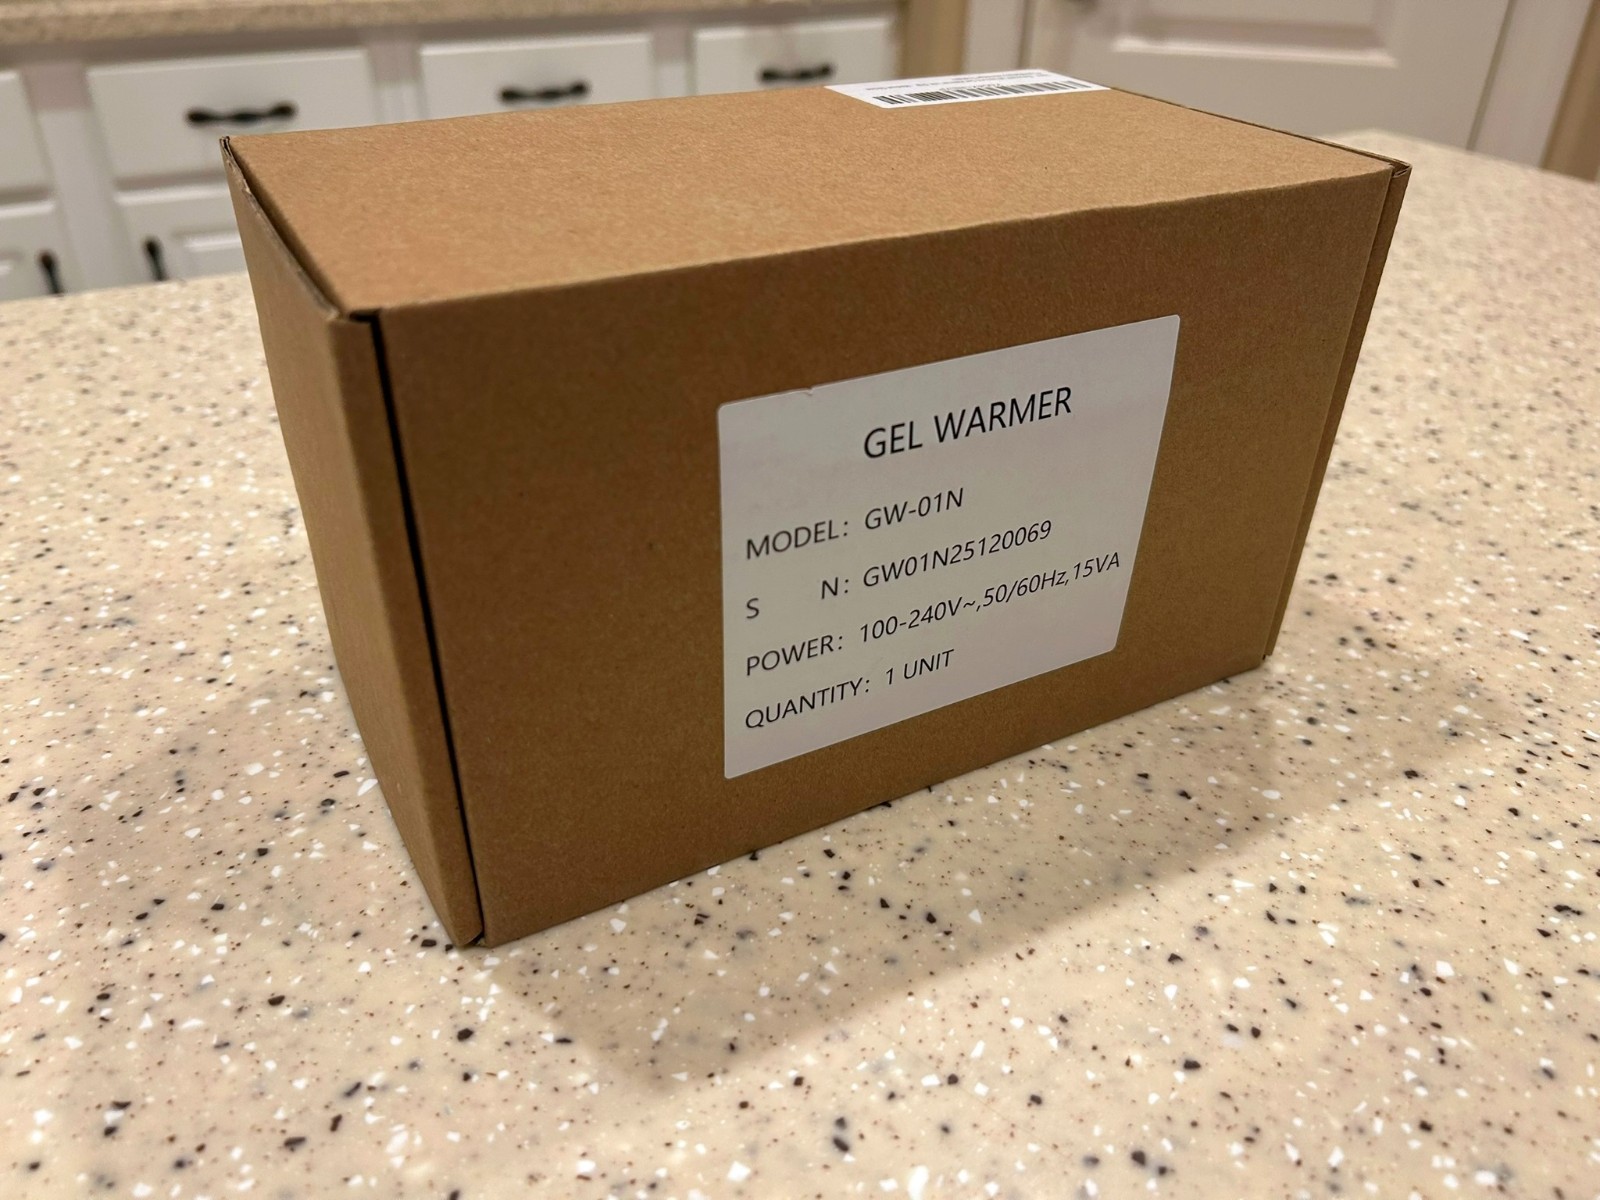 GEL WARMER
MODEL: GW-01N
S N: GW01N25120069
POWER: 100-240V~,50/60Hz,15VA
QUANTITY: 1 UNIT